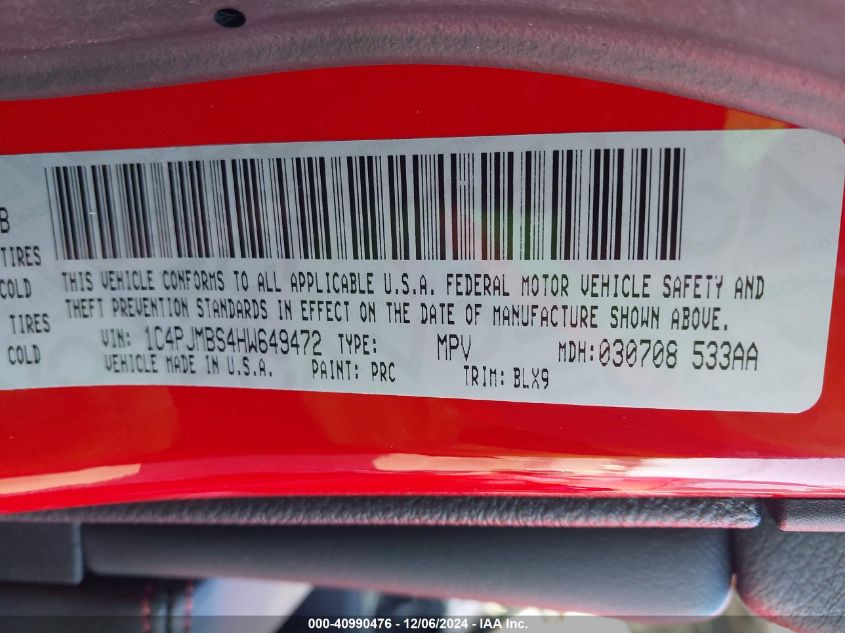 B
TIRES
COLD
TIRES
COLD
THIS VEHICLE CONFORMS TO ALL APPLICABLE U.S.A. FEDERAL MOTOR VEHICLE SAFETY AND
THEFT PREVENTION STANDARDS IN EFFECT ON THE DATE OF MANUFACTURE SHOWN ABOVE.
VIN: 1C4PJMBS4HW649472 TYPE: MPV MDH:030708 533AA
VEHICLE MADE IN U.S.A. PAINT: PRC TRIM: BLX9
000-40990476 - 12/06/2024 - IAA Inc.